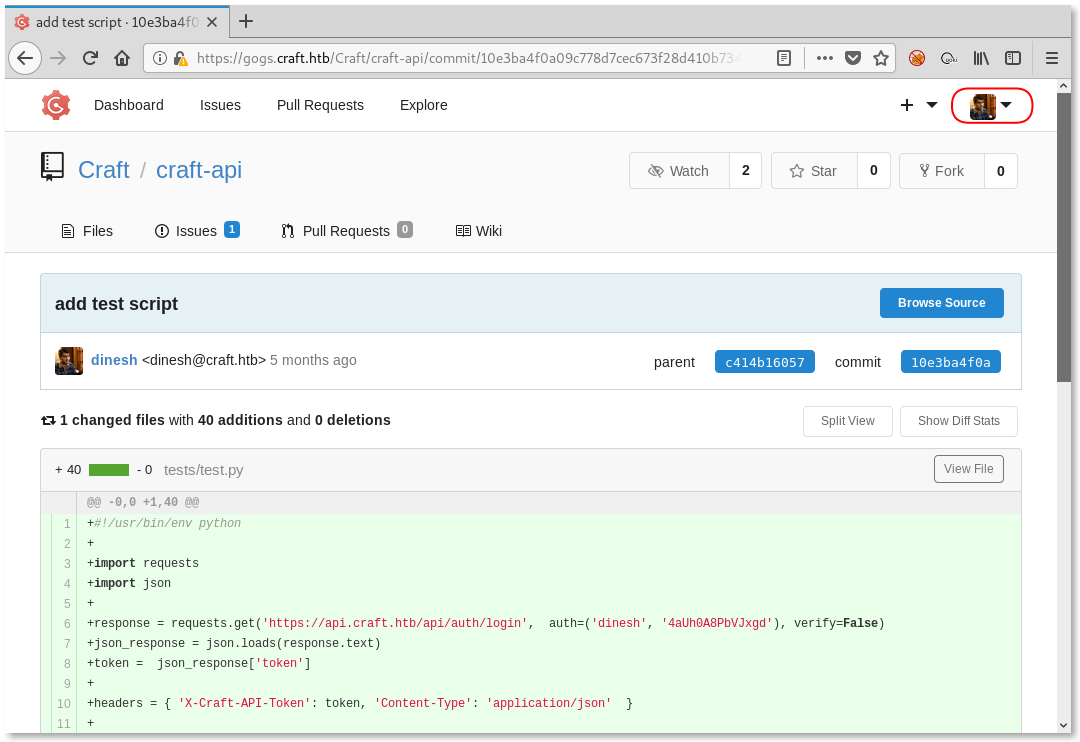 add test script · 10e3ba4f0
https://gogs.craft.htb/Craft/craft-api/commit/10e3ba4f0a09c778d7cec673f28d410b734
Dashboard Issues Pull Requests Explore
Craft / craft-api
Watch 2 Star 0 Fork 0
Files Issues 1 Pull Requests 0 Wiki
add test script Browse Source
dinesh <dinesh@craft.htb> 5 months ago parent c414b16057 commit 10e3ba4f0a
1 changed files with 40 additions and 0 deletions Split View Show Diff Stats
+ 40 - 0 tests/test.py View File
@@ -0,0 +1,40 @@
1 +#!/usr/bin/env python
2 +
3 +import requests
4 +import json
5 +
6 +response = requests.get('https://api.craft.htb/api/auth/login',  auth=('dinesh', '4aUh0A8PbVJxgd'), verify=False)
7 +json_response = json.loads(response.text)
8 +token =  json_response['token']
9 +
10 +headers = { 'X-Craft-API-Token': token, 'Content-Type': 'application/json'  }
11 +